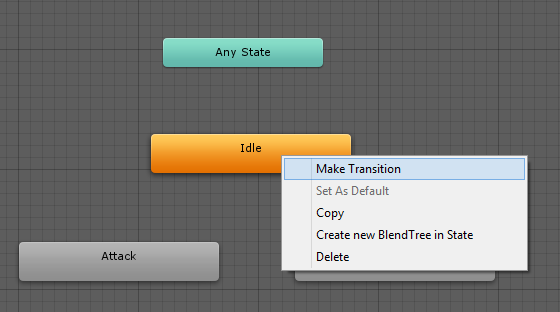 Any State
Idle
Make Transition
Set As Default
Copy
Create new BlendTree in State
Delete
Attack